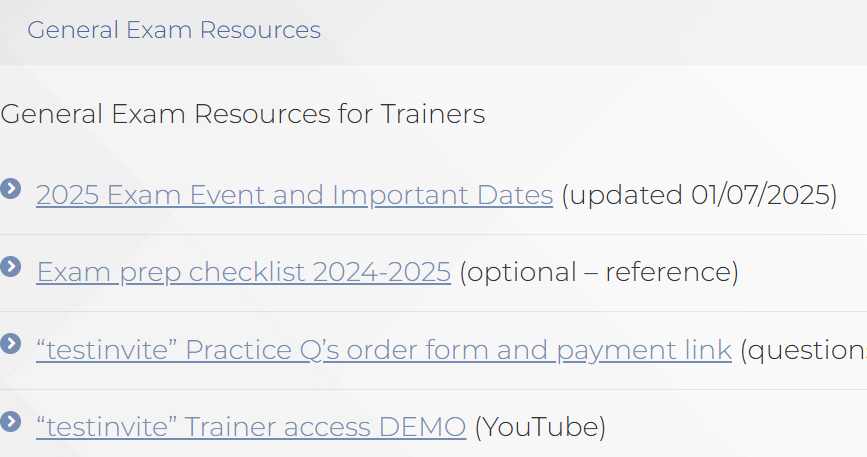 General Exam Resources
General Exam Resources for Trainers
2025 Exam Event and Important Dates (updated 01/07/2025)
Exam prep checklist 2024-2025 (optional – reference)
“testinvite” Practice Q’s order form and payment link (question
“testinvite” Trainer access DEMO (YouTube)